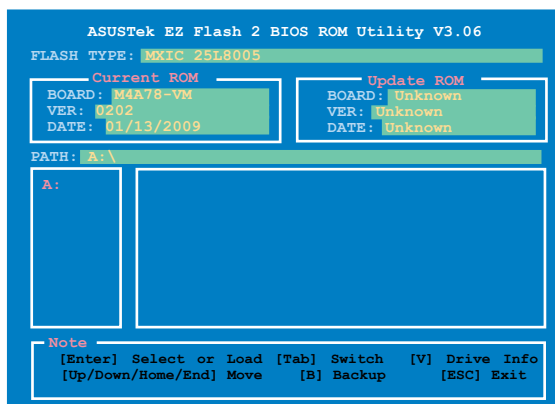 ASUSTek EZ Flash 2 BIOS ROM Utility V3.06
FLASH TYPE: MXIC 25L8005
Current ROM
BOARD: M4A78-VM
VER: 0202
DATE: 01/13/2009
Update ROM
BOARD: Unknown
VER: Unknown
DATE: Unknown
PATH: A:\
A:
Note
[Enter] Select or Load [Tab] Switch [V] Drive Info
[Up/Down/Home/End] Move [B] Backup [ESC] Exit